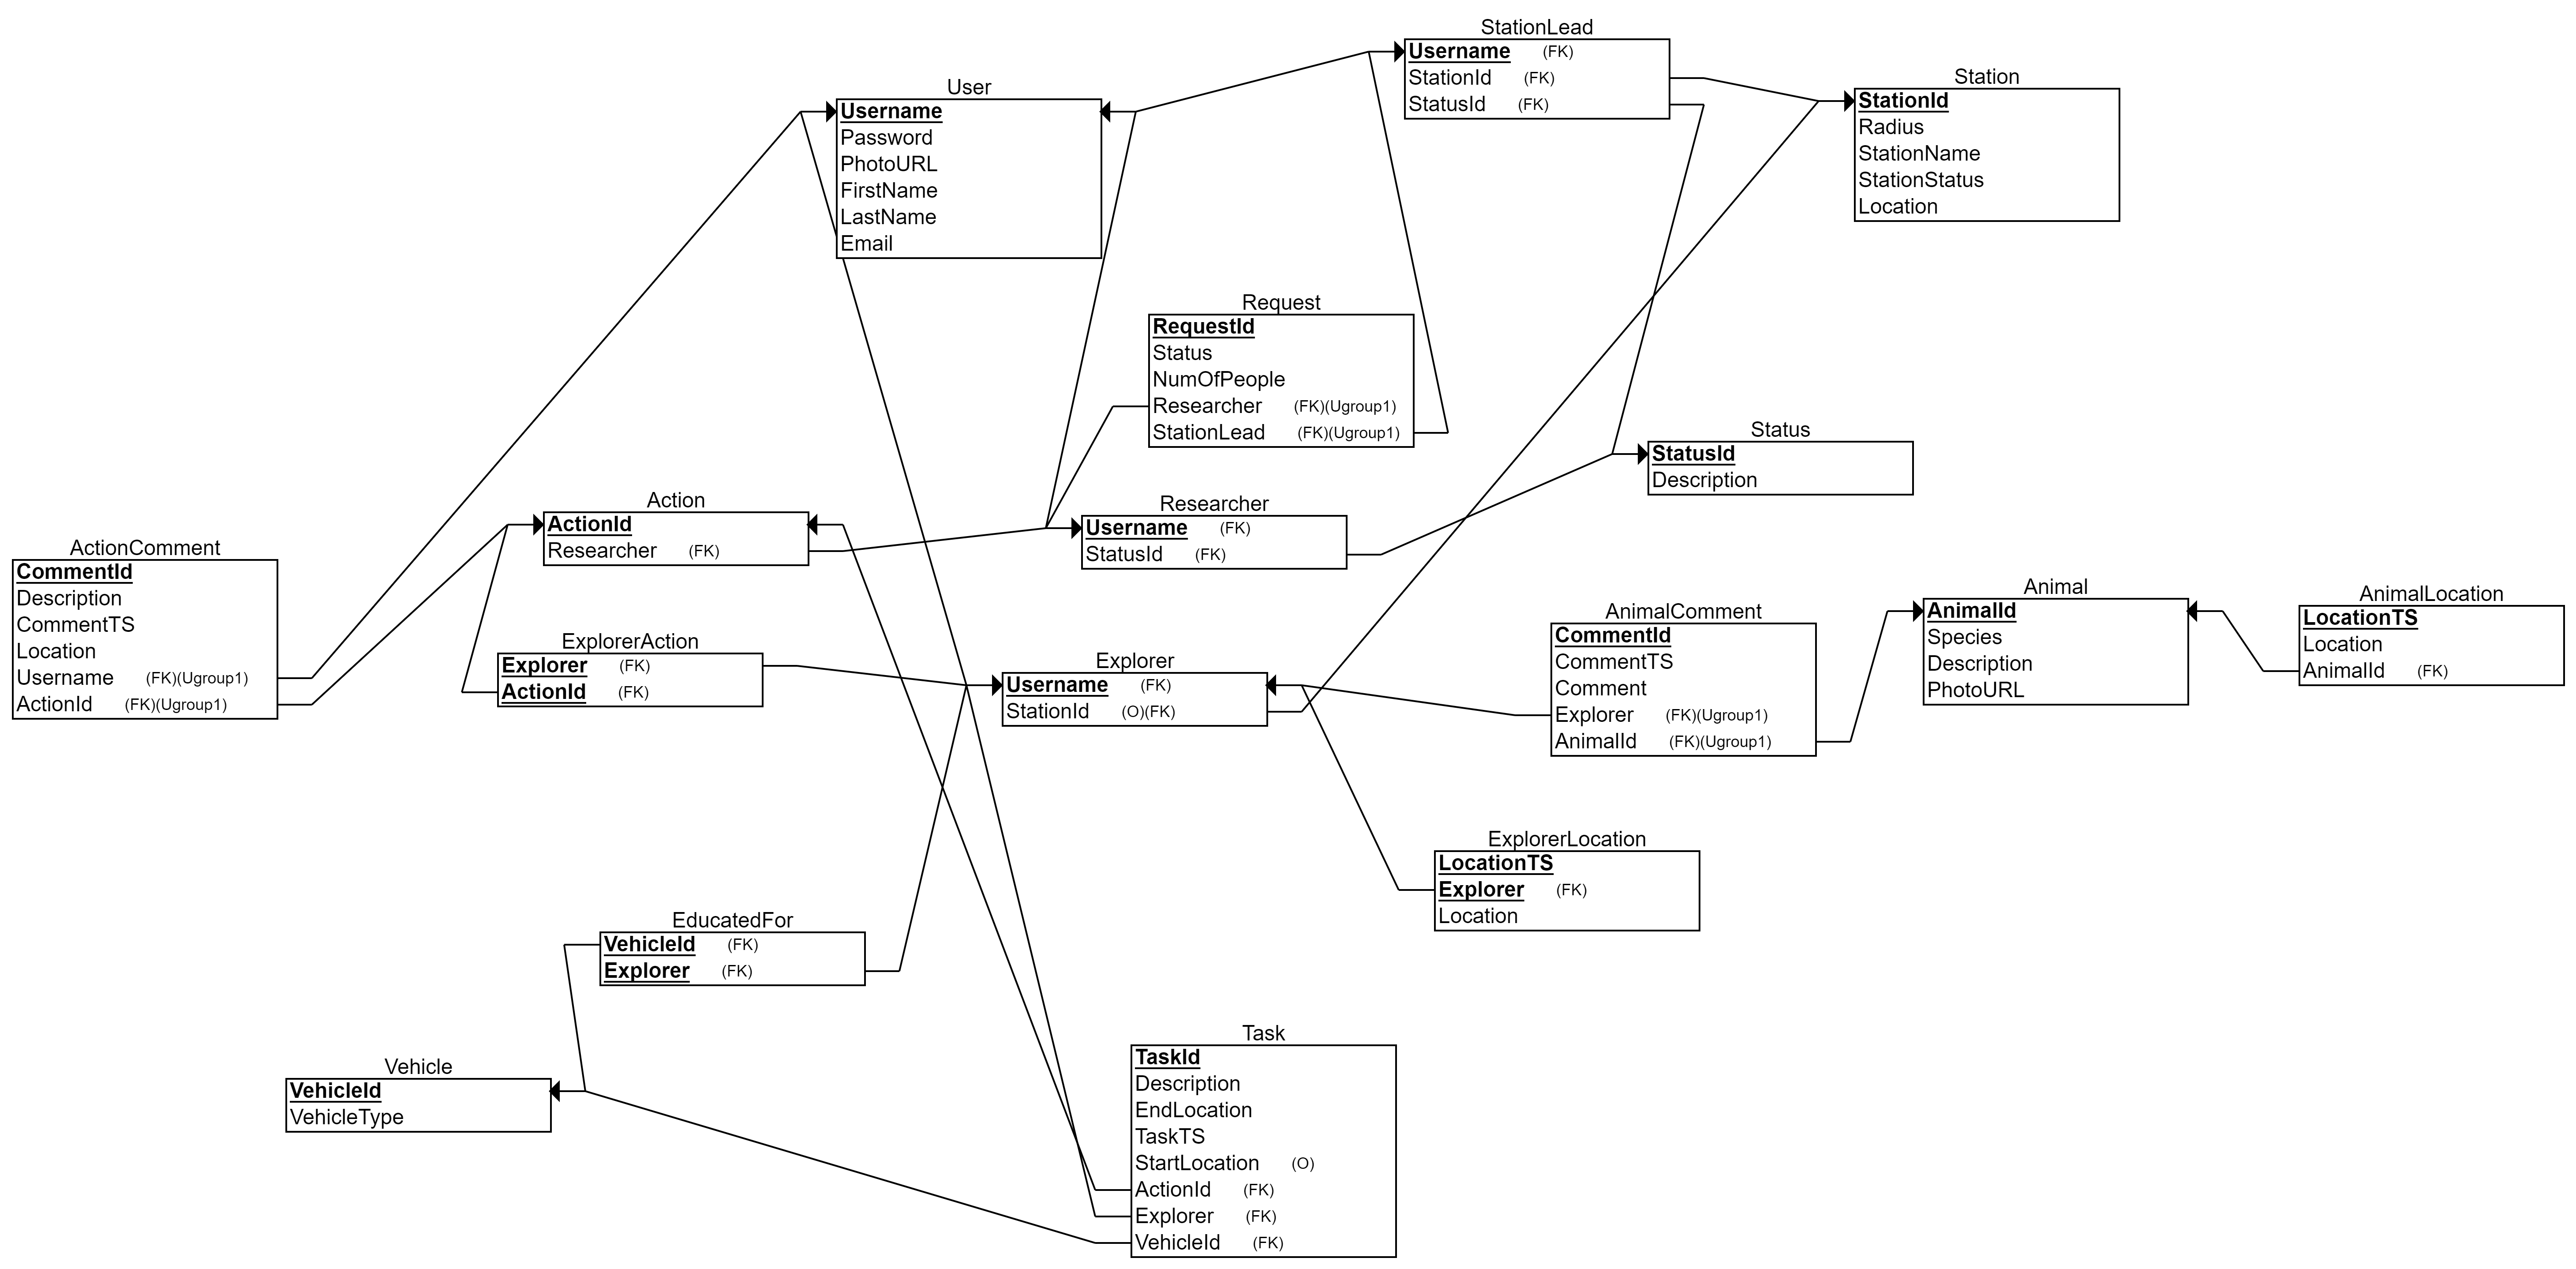 StationLead
Username (FK)
StationId (FK)
StatusId (FK)
Station
StationId
Radius
StationName
StationStatus
Location
User
Username
Password
PhotoURL
FirstName
LastName
Email
Request
RequestId
Status
NumOfPeople
Researcher (FK)(Ugroup1)
StationLead (FK)(Ugroup1)
Status
StatusId
Description
Action
ActionId
Researcher (FK)
Researcher
Username (FK)
StatusId (FK)
ActionComment
CommentId
Description
CommentTS
Location
Username (FK)(Ugroup1)
ActionId (FK)(Ugroup1)
ExplorerAction
Explorer (FK)
ActionId (FK)
Explorer
Username (FK)
StationId (O)(FK)
AnimalComment
CommentId
CommentTS
Comment
Explorer (FK)(Ugroup1)
AnimalId (FK)(Ugroup1)
Animal
AnimalId
Species
Description
PhotoURL
AnimalLocation
LocationTS
Location
AnimalId (FK)
ExplorerLocation
LocationTS
Explorer (FK)
Location
EducatedFor
VehicleId (FK)
Explorer (FK)
Vehicle
VehicleId
VehicleType
Task
TaskId
Description
EndLocation
TaskTS
StartLocation (O)
ActionId (FK)
Explorer (FK)
VehicleId (FK)